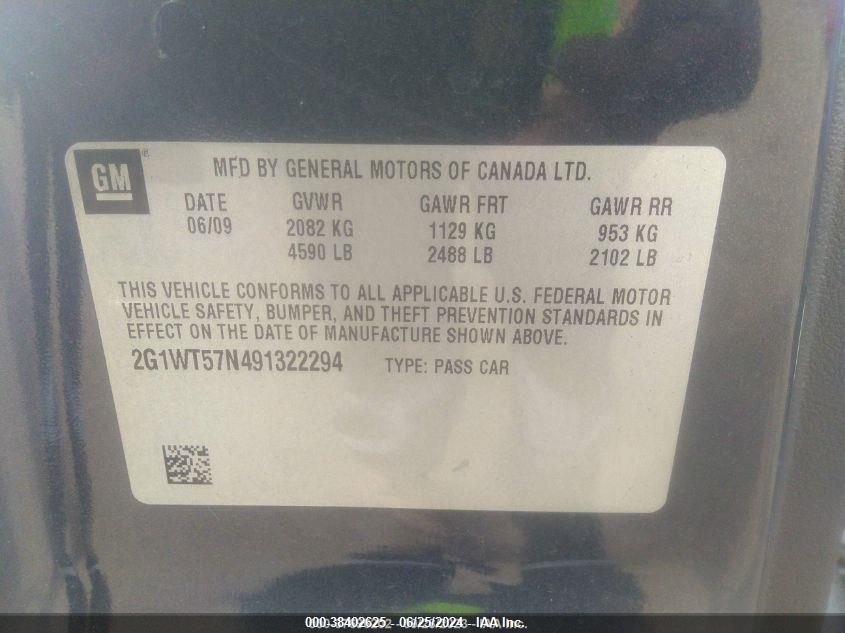 GM ®
MFD BY GENERAL MOTORS OF CANADA LTD.
DATE GVWR GAWR FRT GAWR RR
06/09 2082 KG 1129 KG 953 KG
4590 LB 2488 LB 2102 LB
THIS VEHICLE CONFORMS TO ALL APPLICABLE U.S. FEDERAL MOTOR
VEHICLE SAFETY, BUMPER, AND THEFT PREVENTION STANDARDS IN
EFFECT ON THE DATE OF MANUFACTURE SHOWN ABOVE.
2G1WT57N491322294 TYPE: PASS CAR
000 38402625 - 06/25/2024 - IAA Inc.